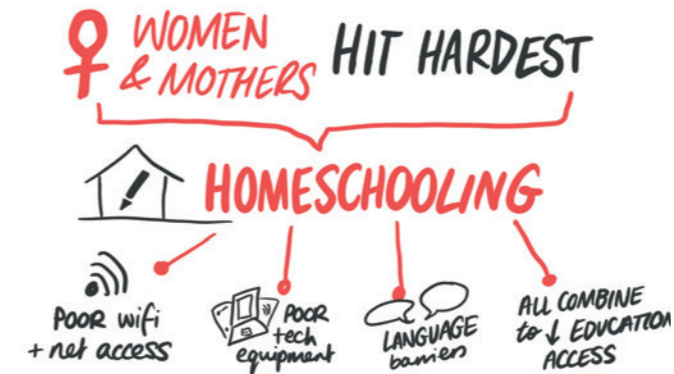 WOMEN
& MOTHERS
HIT HARDEST
HOMESCHOOLING
POOR wifi
+ net access
POOR
tech
equipment
LANGUAGE
barriers
ALL COMBINE
to ↓ EDUCATION
ACCESS